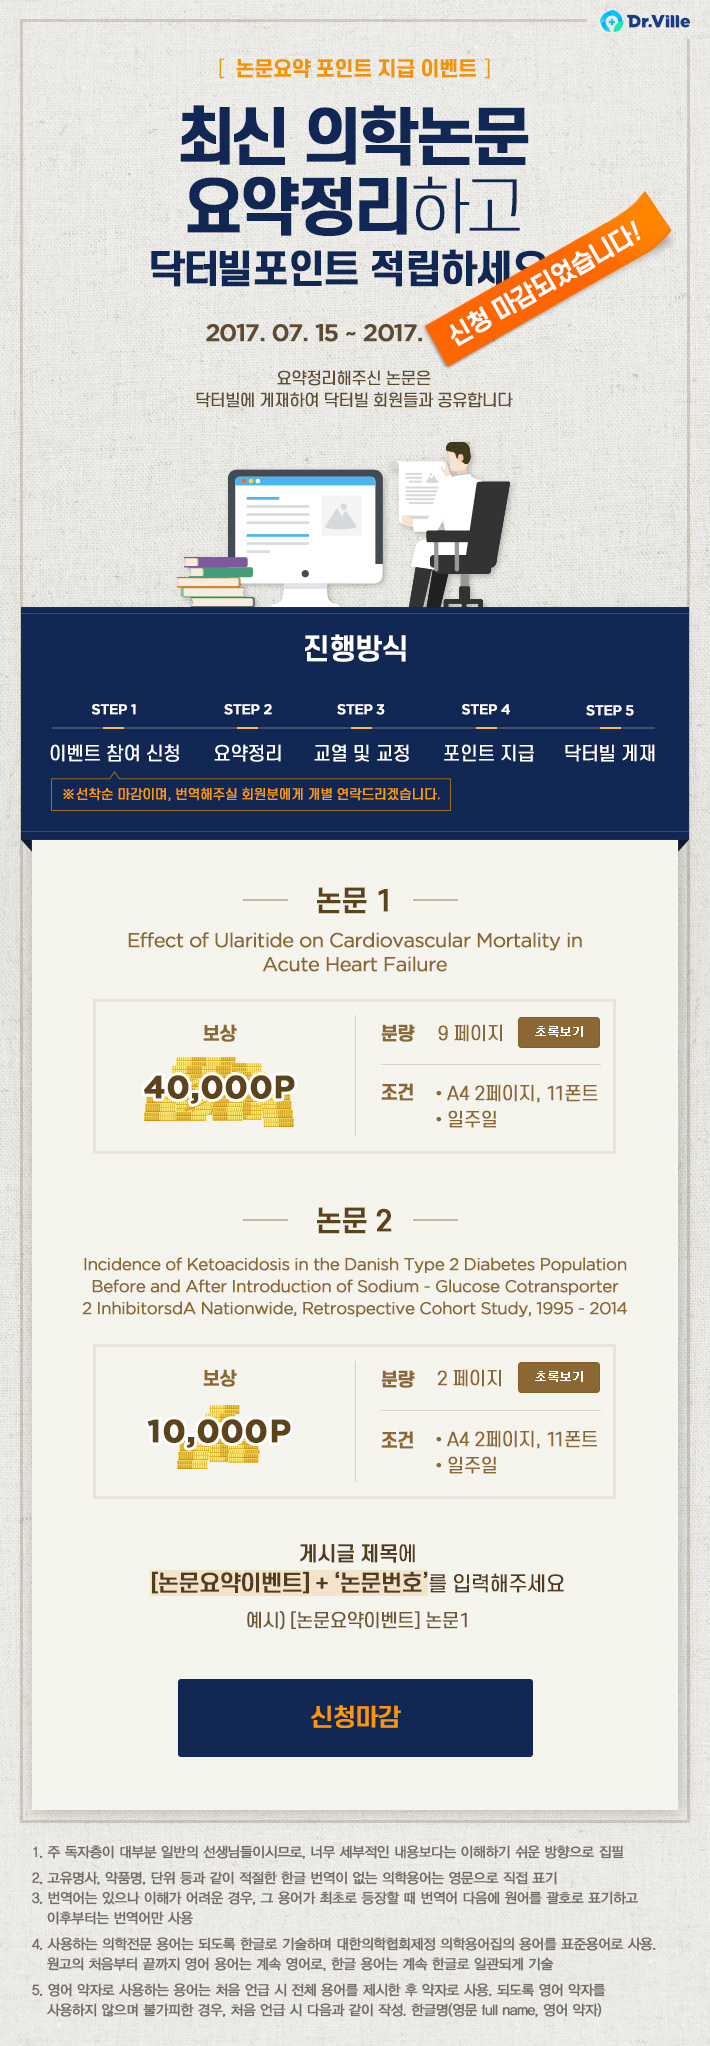 Dr.Ville
[ 논문요약 포인트 지급 이벤트 ]
최신 의학논문
요약정리하고
닥터빌포인트 적립하세요
신청 마감되었습니다!
2017. 07. 15 ~ 2017.
요약정리해주신 논문은
닥터빌에 게재하여 닥터빌 회원들과 공유합니다
진행방식
STEP 1 STEP 2 STEP 3 STEP 4 STEP 5
이벤트 참여 신청 요약정리 교열 및 교정 포인트 지급 닥터빌 게재
※선착순 마감이며, 번역해주실 회원분에게 개별 연락드리겠습니다.
논문 1
Effect of Ularitide on Cardiovascular Mortality in
Acute Heart Failure
보상
40,000P
분량 9 페이지 초록보기
조건 • A4 2페이지, 11폰트
• 일주일
논문 2
Incidence of Ketoacidosis in the Danish Type 2 Diabetes Population
Before and After Introduction of Sodium - Glucose Cotransporter
2 InhibitorsdA Nationwide, Retrospective Cohort Study, 1995 - 2014
보상
10,000P
분량 2 페이지 초록보기
조건 • A4 2페이지, 11폰트
• 일주일
게시글 제목에
[논문요약이벤트] + ‘논문번호’를 입력해주세요
예시) [논문요약이벤트] 논문1
신청마감
1. 주 독자층이 대부분 일반의 선생님들이시므로, 너무 세부적인 내용보다는 이해하기 쉬운 방향으로 집필
2. 고유명사, 약품명, 단위 등과 같이 적절한 한글 번역이 없는 의학용어는 영문으로 직접 표기
3. 번역어는 있으나 이해가 어려운 경우, 그 용어가 최초로 등장할 때 번역어 다음에 원어를 괄호로 표기하고
이후부터는 번역어만 사용
4. 사용하는 의학전문 용어는 되도록 한글로 기술하며 대한의학협회제정 의학용어집의 용어를 표준용어로 사용.
원고의 처음부터 끝까지 영어 용어는 계속 영어로, 한글 용어는 계속 한글로 일관되게 기술
5. 영어 약자로 사용하는 용어는 처음 언급 시 전체 용어를 제시한 후 약자로 사용. 되도록 영어 약자를
사용하지 않으며 불가피한 경우, 처음 언급 시 다음과 같이 작성. 한글명(영문 full name, 영어 약자)